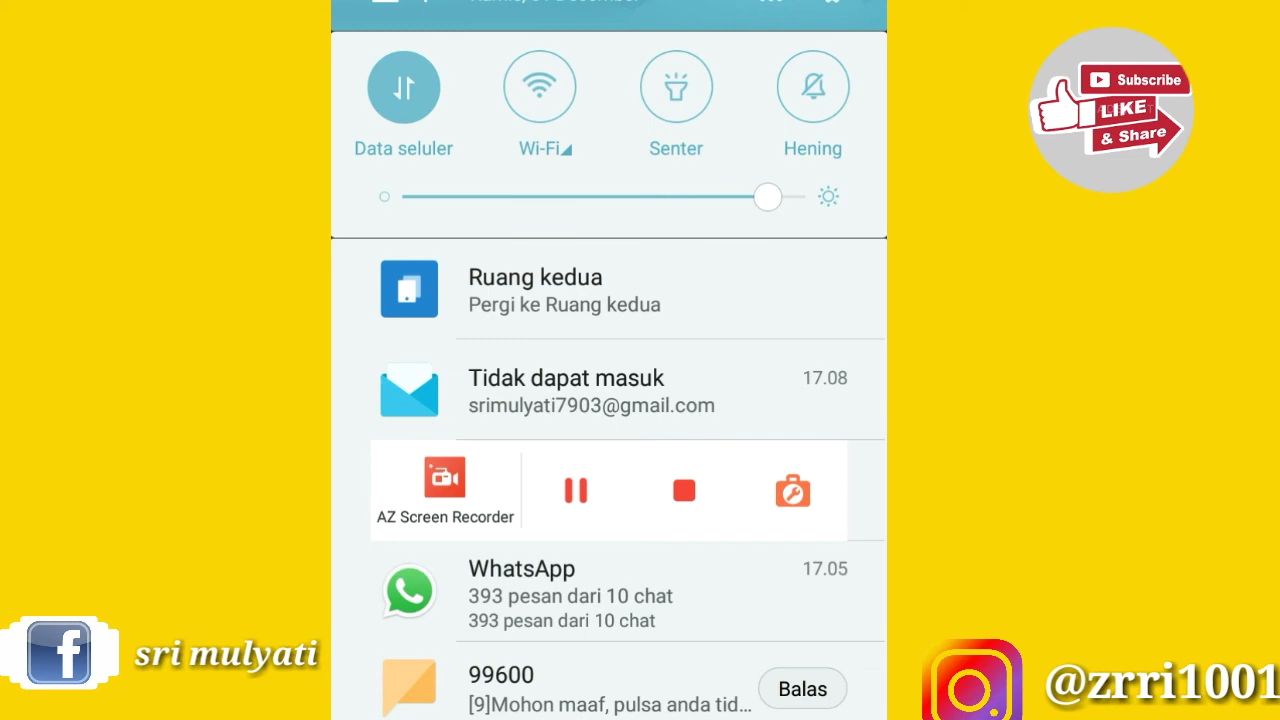 Data seluler
Wi-Fi
Senter
Hening
Subscribe
LIKE
& Share
Ruang kedua
Pergi ke Ruang kedua
Tidak dapat masuk
17.08
srimulyati7903@gmail.com
AZ Screen Recorder
WhatsApp
17.05
393 pesan dari 10 chat
393 pesan dari 10 chat
99600
[9]Mohon maaf, pulsa anda tid...
Balas
sri mulyati
@zrri1001